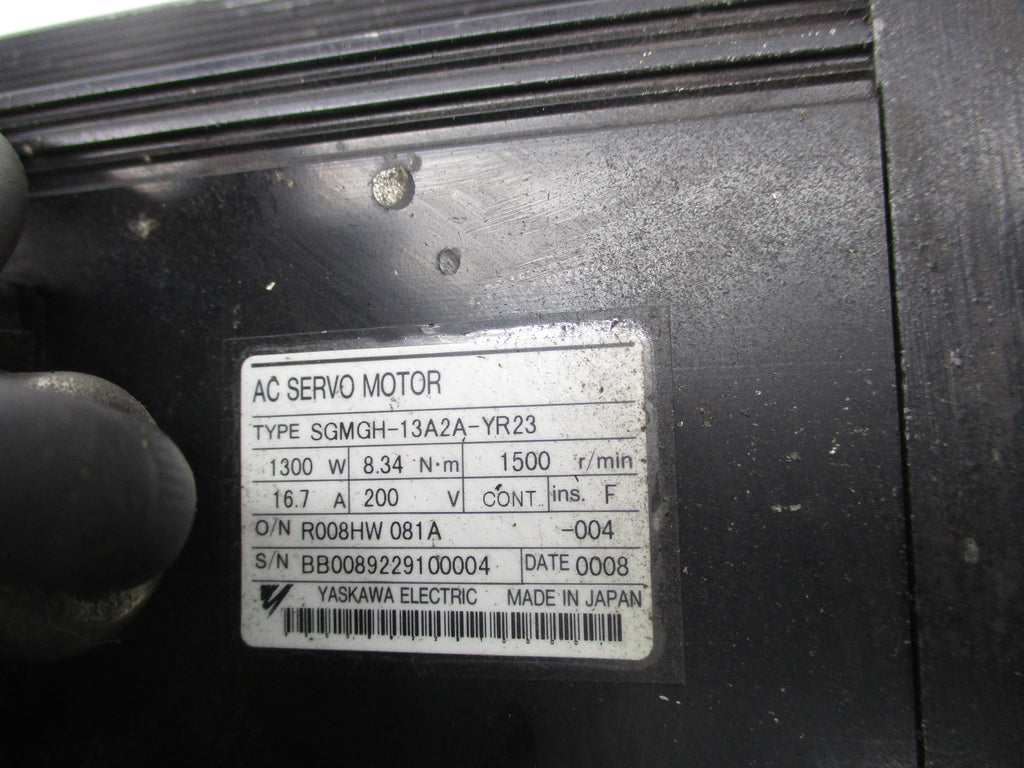 AC SERVO MOTOR
TYPE SGMGH-13A2A-YR23
1300 W 8.34 N·m 1500 r/min
16.7 A 200 V CONT. ins. F
O/N R008HW 081A -004
S/N BB0089229100004 DATE 0008
YASKAWA ELECTRIC MADE IN JAPAN